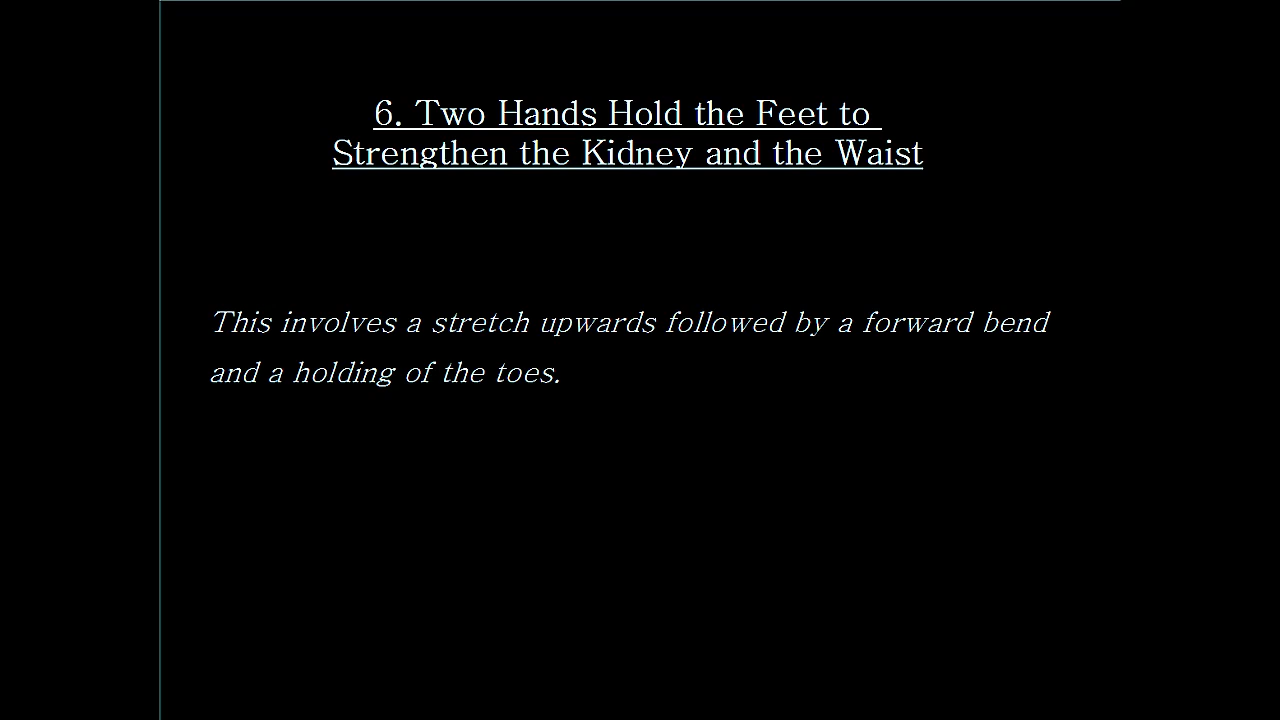 6. Two Hands Hold the Feet to
Strengthen the Kidney and the Waist
This involves a stretch upwards followed by a forward bend
and a holding of the toes.